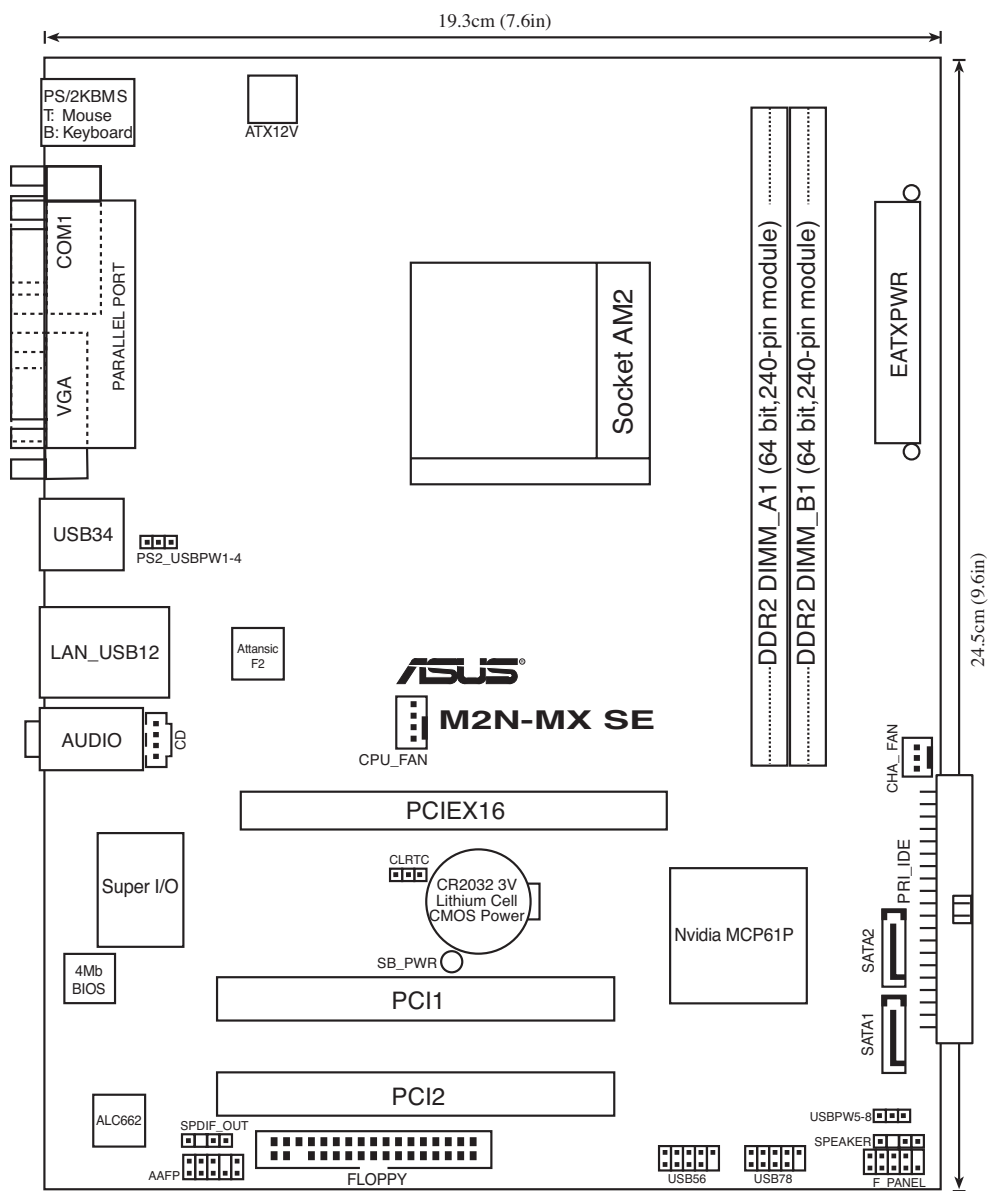 19.3cm (7.6in)
PS/2KBMS
T: Mouse
B: Keyboard
ATX12V
COM1
PARALLEL PORT
VGA
Socket AM2
DDR2 DIMM_A1 (64 bit,240-pin module)
DDR2 DIMM_B1 (64 bit,240-pin module)
EATXPWR
24.5cm (9.6in)
USB34
PS2_USBPW1-4
LAN_USB12
Attansic
F2
ASUS®
M2N-MX SE
CPU_FAN
AUDIO
CD
CHA_ FAN
PCIEX16
PRI_IDE
CLRTC
CR2032 3V
Lithium Cell
CMOS Power
Super I/O
Nvidia MCP61P
SATA2
SB_PWR
4Mb
BIOS
PCI1
SATA1
PCI2
ALC662
SPDIF_OUT
AAFP
FLOPPY
USB56
USB78
USBPW5-8
SPEAKER
F_PANEL